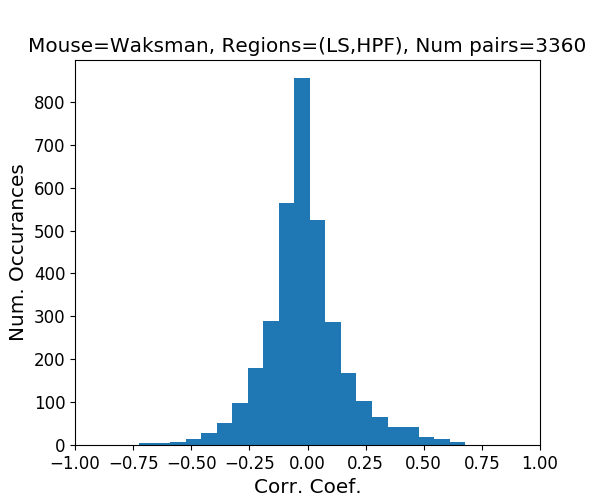 Mouse=Waksman, Regions=(LS,HPF), Num pairs=3360
800
700
600
500
400
300
200
100
0
Num. Occurances
−1.00 −0.75 −0.50 −0.25 0.00 0.25 0.50 0.75 1.00
Corr. Coef.